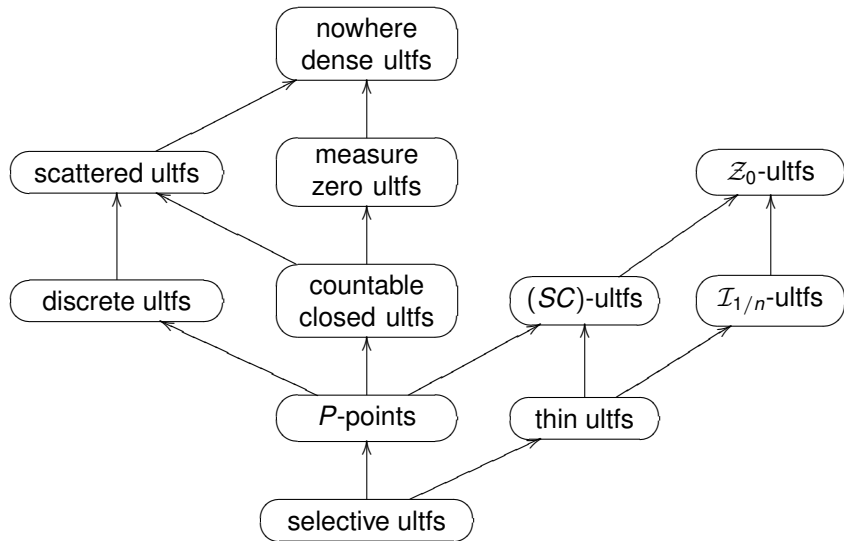 nowhere
dense ultfs
scattered ultfs
measure
zero ultfs
𝒵₀-ultfs
discrete ultfs
countable
closed ultfs
(SC)-ultfs
ℐ₁/ₙ-ultfs
P-points
thin ultfs
selective ultfs